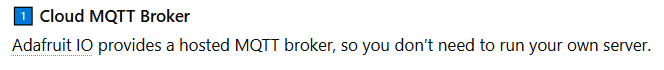 1 Cloud MQTT Broker
Adafruit IO provides a hosted MQTT broker, so you don’t need to run your own server.